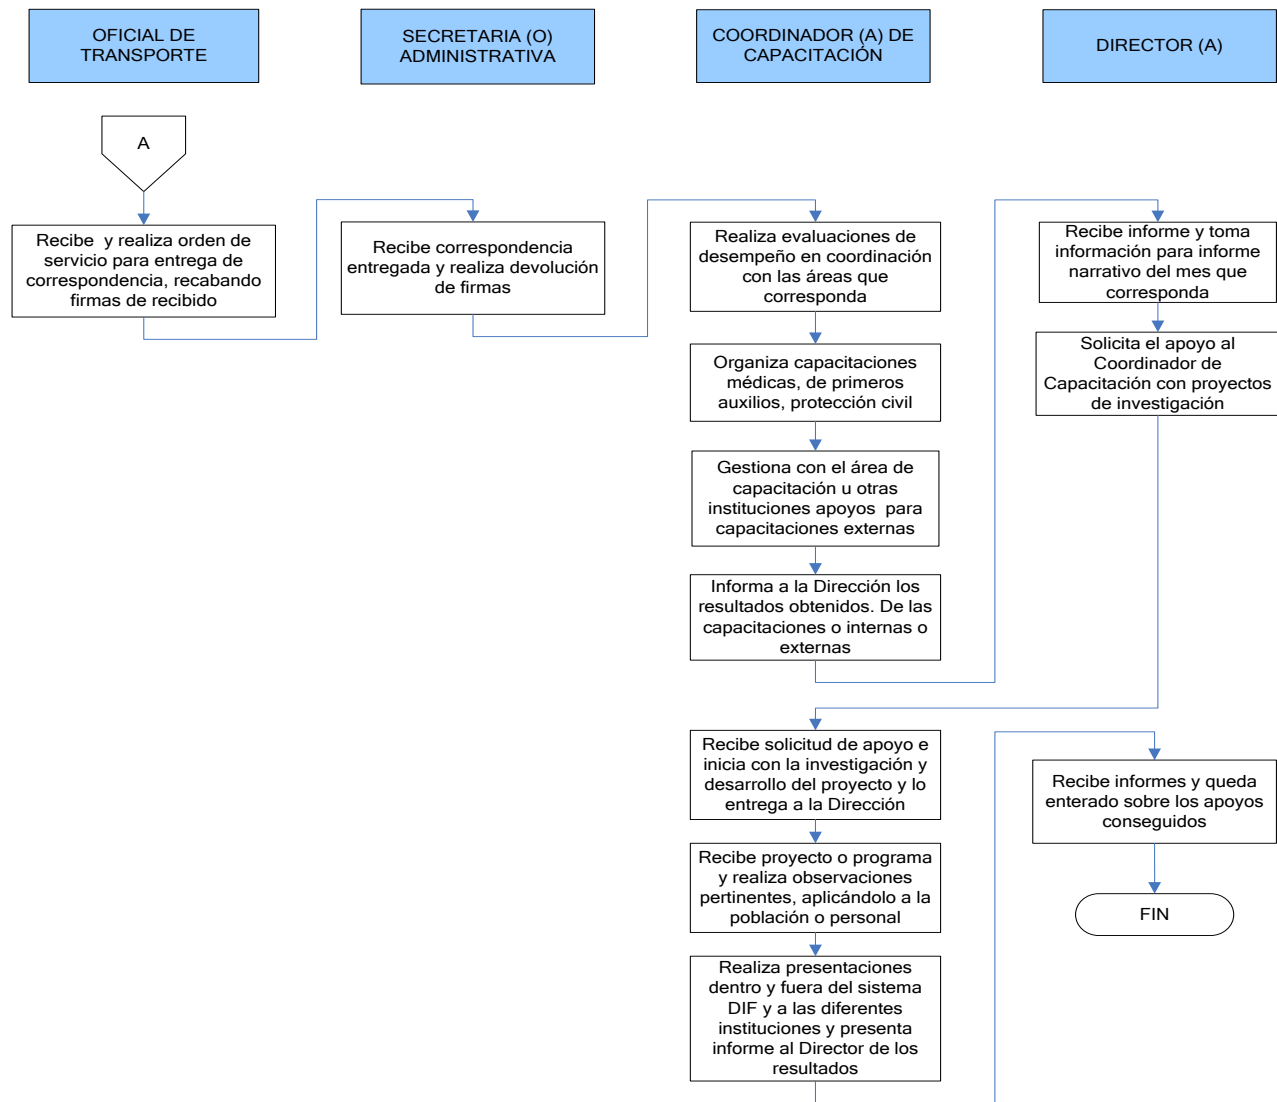 OFICIAL DE
TRANSPORTE
SECRETARIA (O)
ADMINISTRATIVA
COORDINADOR (A) DE
CAPACITACIÓN
DIRECTOR (A)
A
Recibe y realiza orden de
servicio para entrega de
correspondencia, recabando
firmas de recibido
Recibe correspondencia
entregada y realiza devolución
de firmas
Realiza evaluaciones de
desempeño en coordinación
con las áreas que
corresponda
Recibe informe y toma
información para informe
narrativo del mes que
corresponda
Organiza capacitaciones
médicas, de primeros
auxilios, protección civil
Solicita el apoyo al
Coordinador de
Capacitación con proyectos
de investigación
Gestiona con el área de
capacitación u otras
instituciones apoyos para
capacitaciones externas
Informa a la Dirección los
resultados obtenidos. De las
capacitaciones o internas o
externas
Recibe solicitud de apoyo e
inicia con la investigación y
desarrollo del proyecto y lo
entrega a la Dirección
Recibe informes y queda
enterado sobre los apoyos
conseguidos
Recibe proyecto o programa
y realiza observaciones
pertinentes, aplicándolo a la
población o personal
FIN
Realiza presentaciones
dentro y fuera del sistema
DIF y a las diferentes
instituciones y presenta
informe al Director de los
resultados